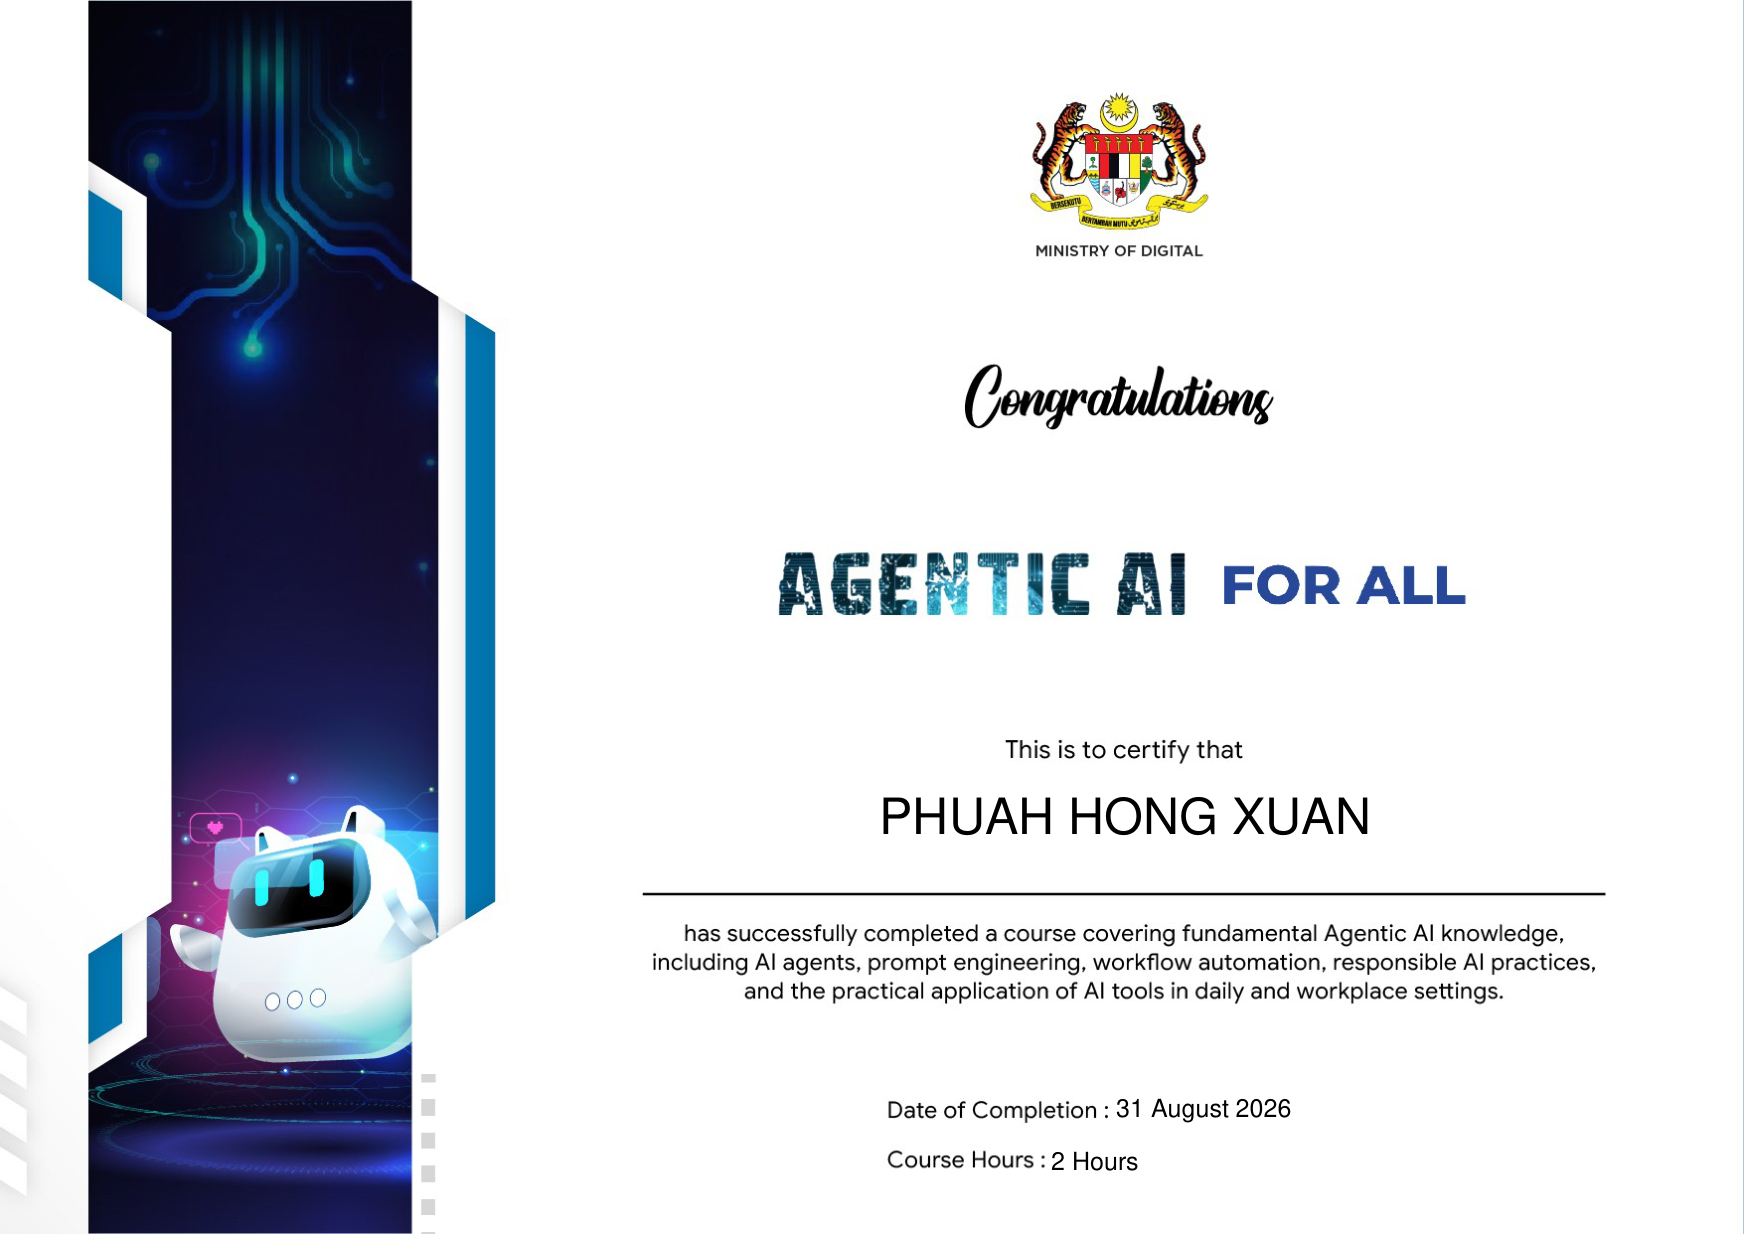 BERSEKUTU
BERTAMBAH MUTU
MINISTRY OF DIGITAL
Congratulations
AGENTIC AI FOR ALL
This is to certify that
PHUAH HONG XUAN
has successfully completed a course covering fundamental Agentic AI knowledge,
including AI agents, prompt engineering, workflow automation, responsible AI practices,
and the practical application of AI tools in daily and workplace settings.
Date of Completion : 31 August 2026
Course Hours : 2 Hours